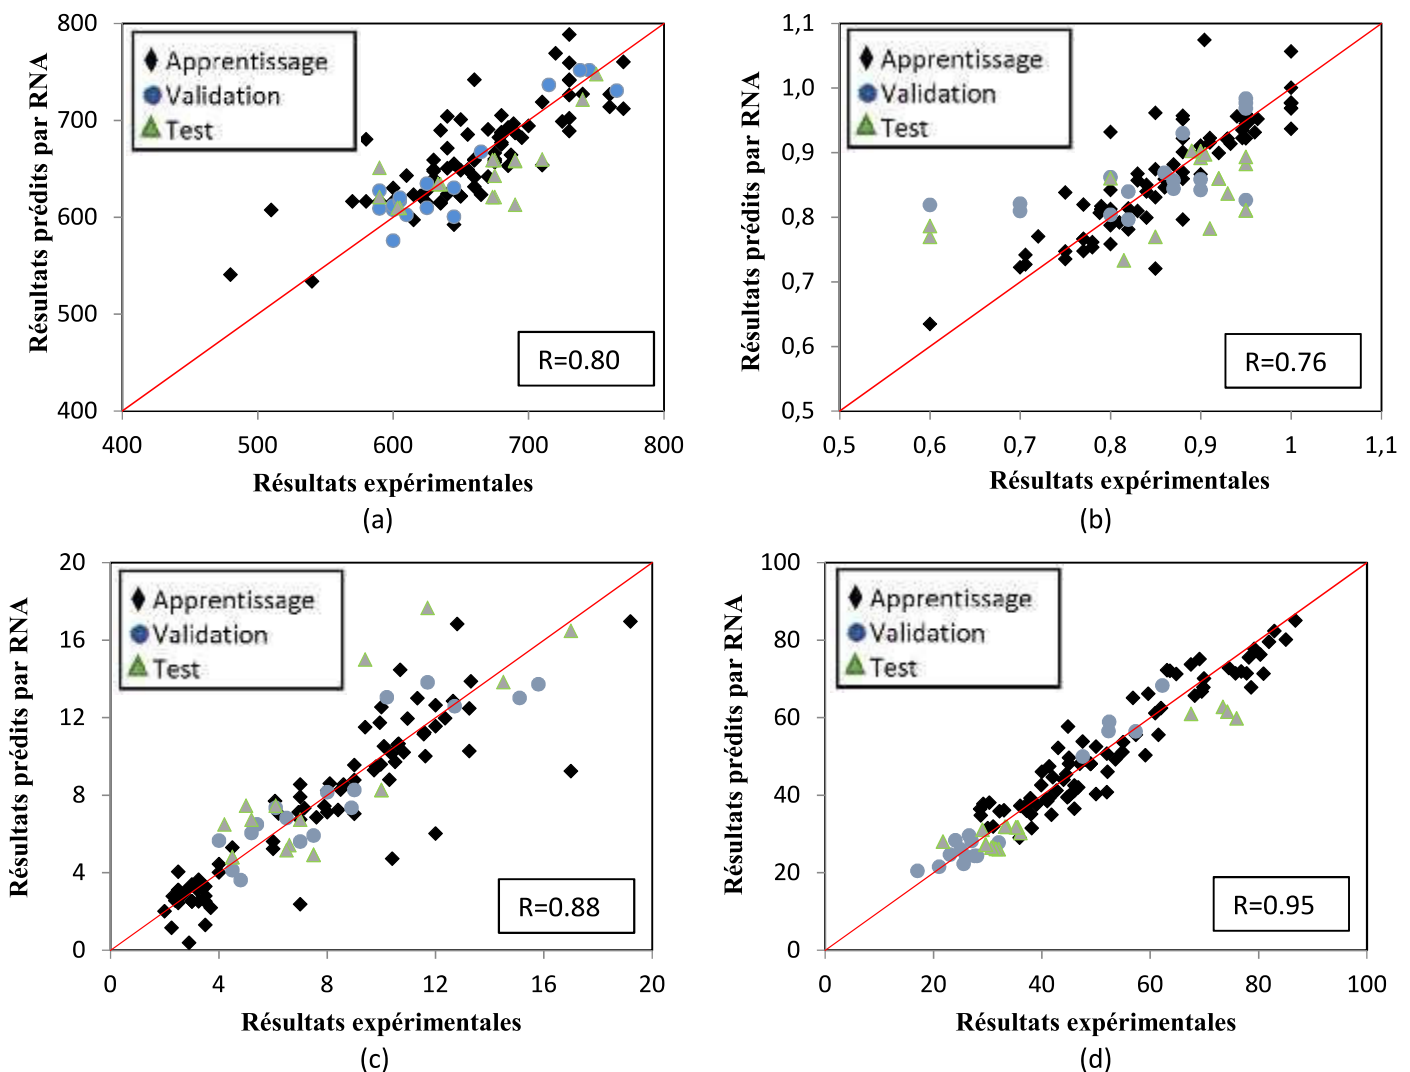 800
700
600
500
400
Résultats prédits par RNA
Apprentissage
Validation
Test
R=0.80
400
500
600
700
800
Résultats expérimentales
(a)
1,1
1,0
0,9
0,8
0,7
0,6
0,5
Résultats prédits par RNA
Apprentissage
Validation
Test
R=0.76
0,5
0,6
0,7
0,8
0,9
1
1,1
Résultats expérimentales
(b)
20
16
12
8
4
0
Résultats prédits par RNA
Apprentissage
Validation
Test
R=0.88
0
4
8
12
16
20
Résultats expérimentales
(c)
100
80
60
40
20
0
Résultats prédits par RNA
Apprentissage
Validation
Test
R=0.95
0
20
40
60
80
100
Résultats expérimentales
(d)